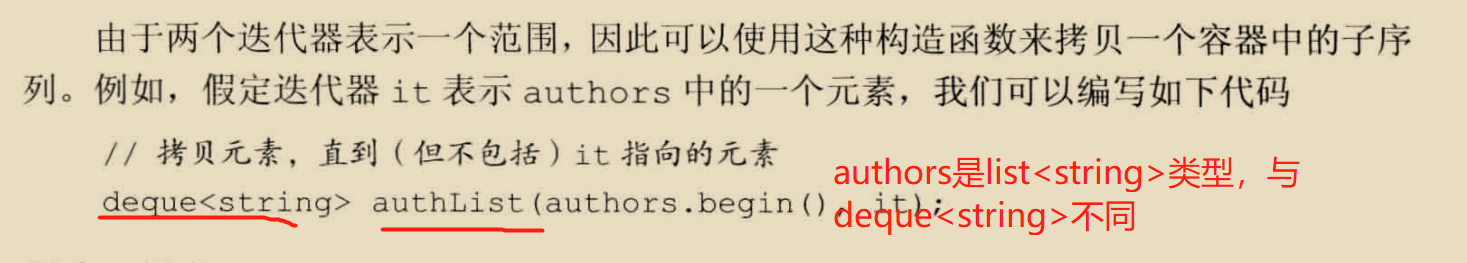 由于两个迭代器表示一个范围，因此可以使用这种构造函数来拷贝一个容器中的子序
列。例如，假定迭代器 it 表示 authors 中的一个元素，我们可以编写如下代码
// 拷贝元素，直到（但不包括）it 指向的元素
deque<string> authList(authors.begin(), it);
authors是list<string>类型，与
deque<string>不同